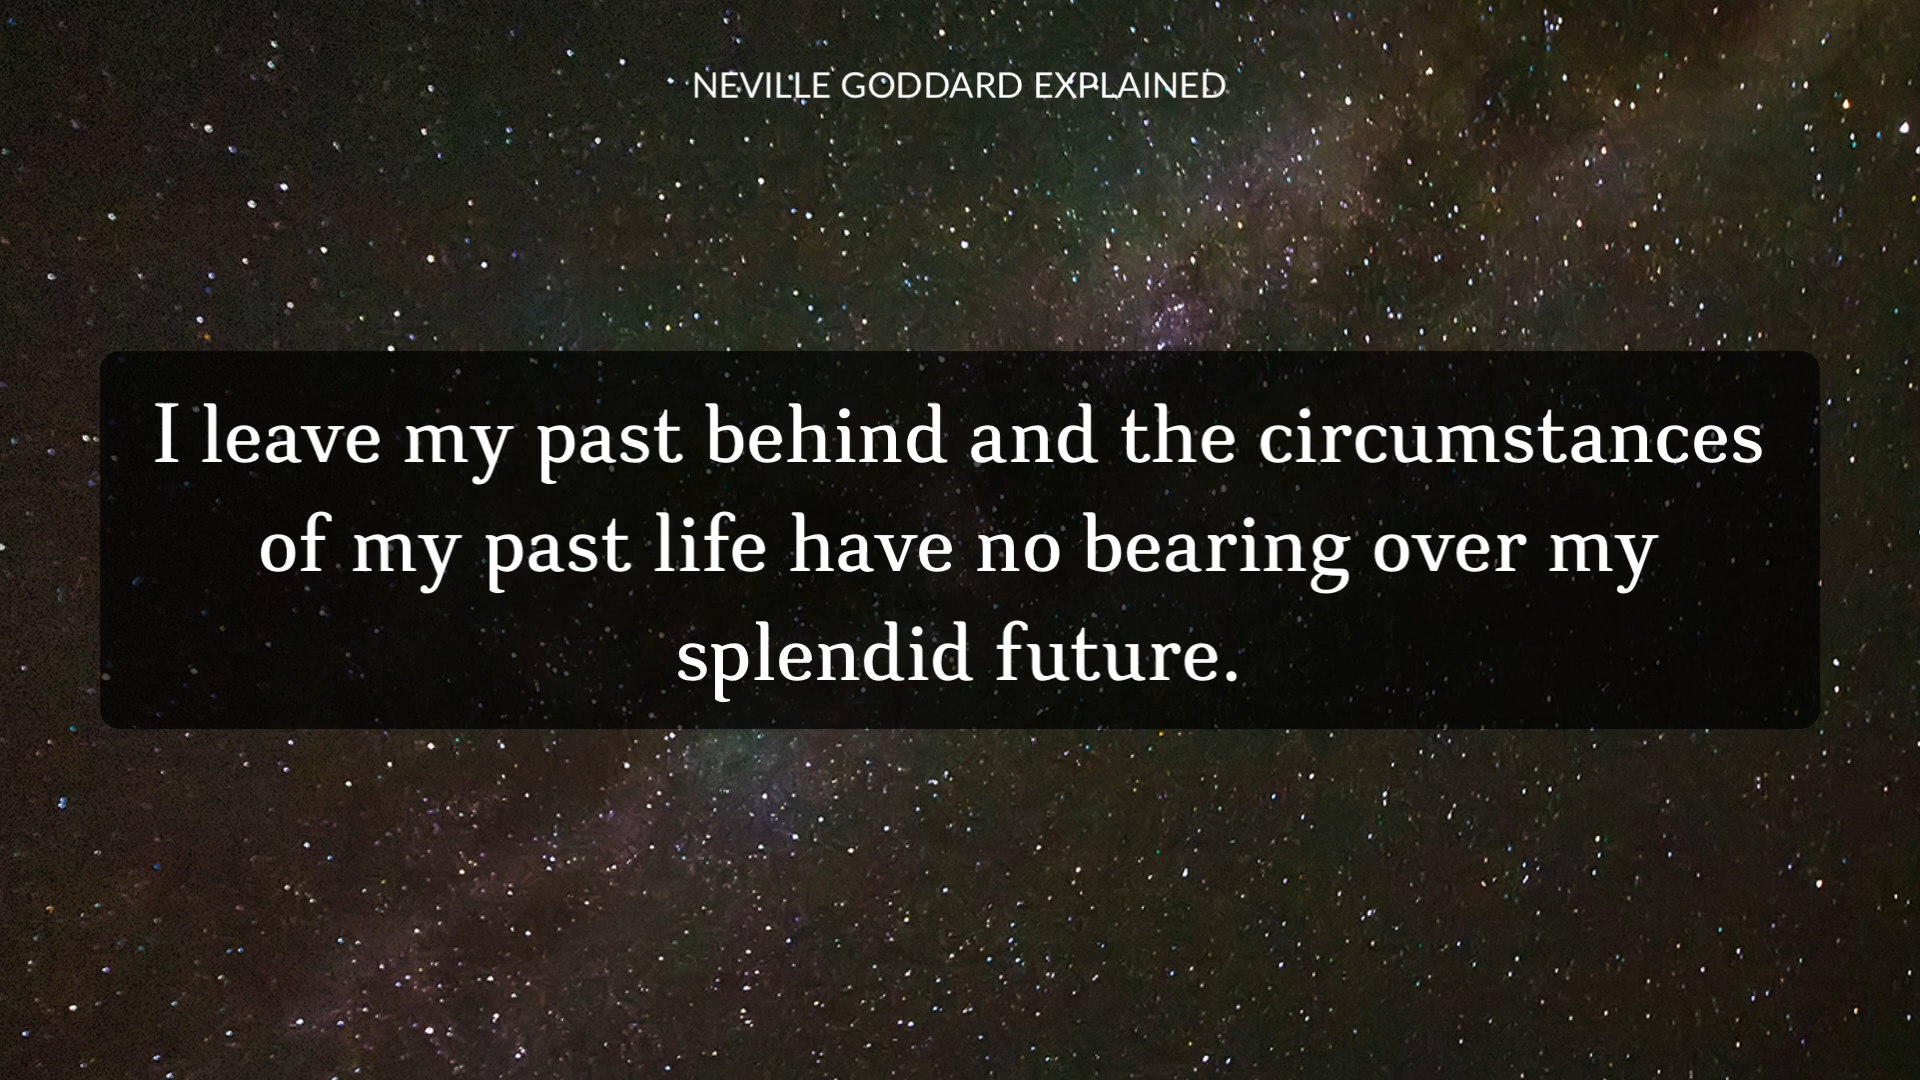 NEVILLE GODDARD EXPLAINED
I leave my past behind and the circumstances
of my past life have no bearing over my
splendid future.